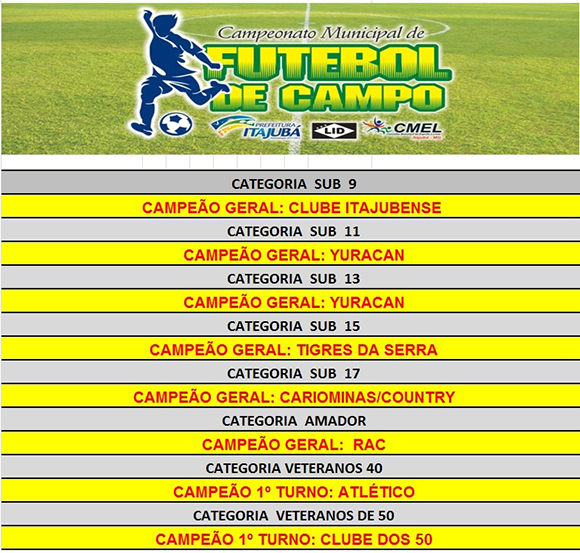 Campeonato Municipal de
FUTEBOL
DE CAMPO
PREFEITURA
ITAJUBÁ
LID
CMEL
CATEGORIA SUB 9
CAMPEÃO GERAL: CLUBE ITAJUBENSE
CATEGORIA SUB 11
CAMPEÃO GERAL: YURACAN
CATEGORIA SUB 13
CAMPEÃO GERAL: YURACAN
CATEGORIA SUB 15
CAMPEÃO GERAL: TIGRES DA SERRA
CATEGORIA SUB 17
CAMPEÃO GERAL: CARIOMINAS/COUNTRY
CATEGORIA AMADOR
CAMPEÃO GERAL: RAC
CATEGORIA VETERANOS 40
CAMPEÃO 1º TURNO: ATLÉTICO
CATEGORIA VETERANOS DE 50
CAMPEÃO 1º TURNO: CLUBE DOS 50